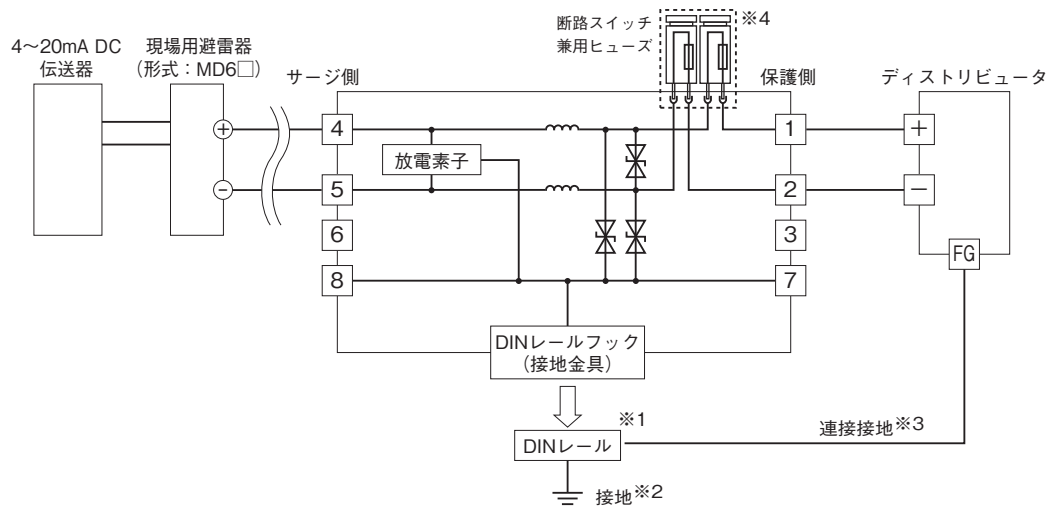 断路スイッチ
兼用ヒューズ
※4
4～20mA DC
伝送器
現場用避雷器
（形式：MD6□）
サージ側
保護側
ディストリビュータ
4
放電素子
5
6
8
1
2
3
7
+
−
+
−
FG
DINレールフック
（接地金具）
※1
DINレール
連接接地※3
接地※2